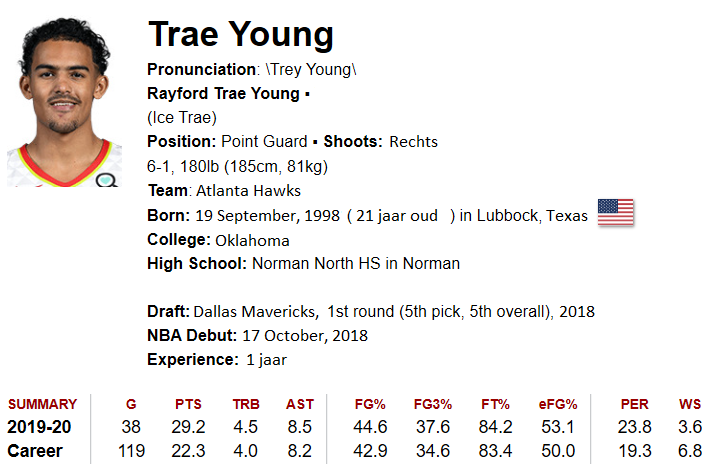 Trae Young
Pronunciation: \Trey Young\
Rayford Trae Young ▪
(Ice Trae)
Position: Point Guard ▪ Shoots: Rechts
6-1, 180lb (185cm, 81kg)
Team: Atlanta Hawks
Born: 19 September, 1998 ( 21 jaar oud ) in Lubbock, Texas
College: Oklahoma
High School: Norman North HS in Norman
Draft: Dallas Mavericks, 1st round (5th pick, 5th overall), 2018
NBA Debut: 17 October, 2018
Experience: 1 jaar
SUMMARY G PTS TRB AST FG% FG3% FT% eFG% PER WS
2019-20 38 29.2 4.5 8.5 44.6 37.6 84.2 53.1 23.8 3.6
Career 119 22.3 4.0 8.2 42.9 34.6 83.4 50.0 19.3 6.8